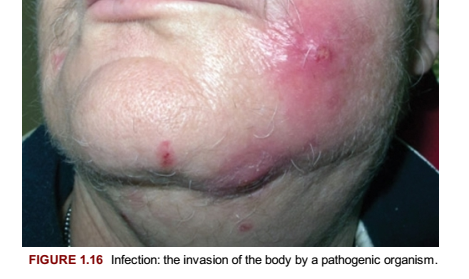 FIGURE 1.16 Infection: the invasion of the body by a pathogenic organism.